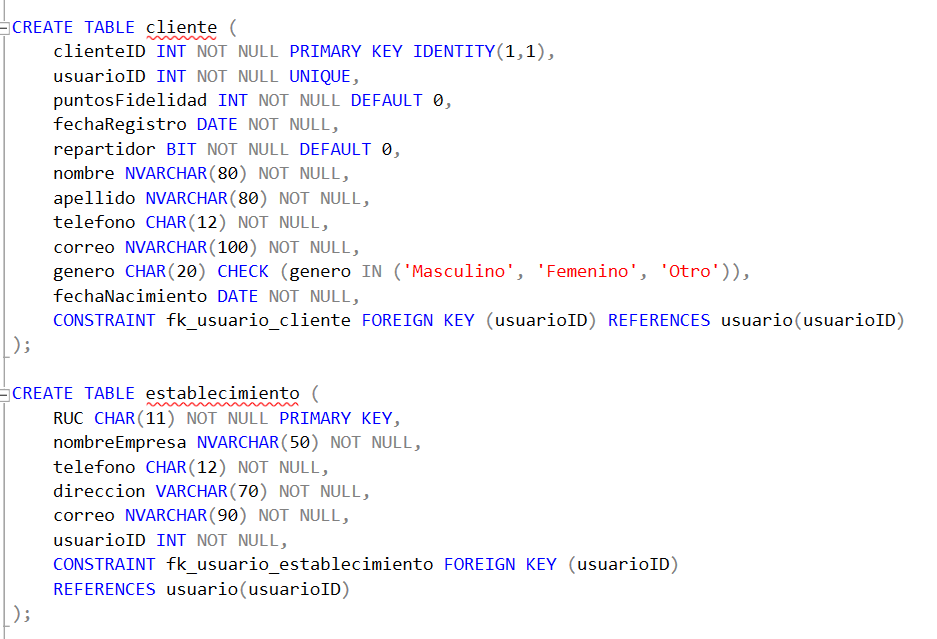 CREATE TABLE cliente (
clienteID INT NOT NULL PRIMARY KEY IDENTITY(1,1),
usuarioID INT NOT NULL UNIQUE,
puntosFidelidad INT NOT NULL DEFAULT 0,
fechaRegistro DATE NOT NULL,
repartidor BIT NOT NULL DEFAULT 0,
nombre NVARCHAR(80) NOT NULL,
apellido NVARCHAR(80) NOT NULL,
telefono CHAR(12) NOT NULL,
correo NVARCHAR(100) NOT NULL,
genero CHAR(20) CHECK (genero IN ('Masculino', 'Femenino', 'Otro')),
fechaNacimiento DATE NOT NULL,
CONSTRAINT fk_usuario_cliente FOREIGN KEY (usuarioID) REFERENCES usuario(usuarioID)
);
CREATE TABLE establecimiento (
RUC CHAR(11) NOT NULL PRIMARY KEY,
nombreEmpresa NVARCHAR(50) NOT NULL,
telefono CHAR(12) NOT NULL,
direccion VARCHAR(70) NOT NULL,
correo NVARCHAR(90) NOT NULL,
usuarioID INT NOT NULL,
CONSTRAINT fk_usuario_establecimiento FOREIGN KEY (usuarioID)
REFERENCES usuario(usuarioID)
);